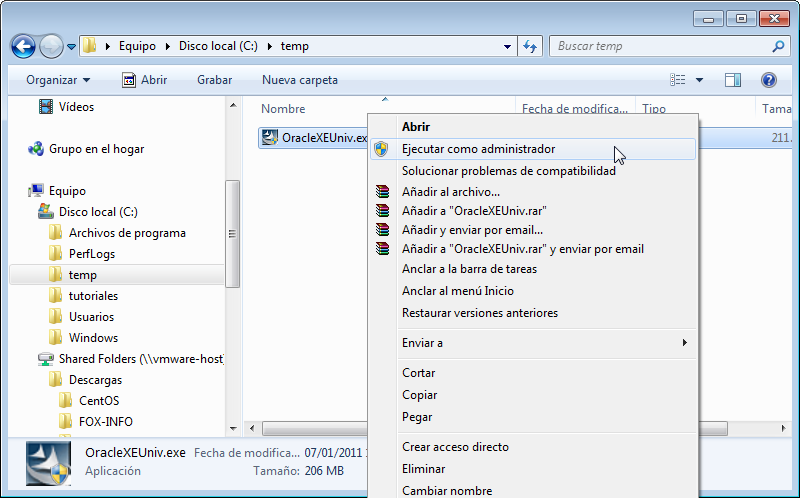 Equipo Disco local (C:) temp
Buscar temp
Organizar Abrir Grabar Nueva carpeta
Vídeos
Grupo en el hogar
Equipo
Disco local (C:)
Archivos de programa
PerfLogs
temp
tutoriales
Usuarios
Windows
Shared Folders (\\vmware-host)
Descargas
CentOS
FOX-INFO
Nombre Fecha de modifica... Tipo Tama
OracleXEUniv.ex 211.
Abrir
Ejecutar como administrador
Solucionar problemas de compatibilidad
Añadir al archivo...
Añadir a "OracleXEUniv.rar"
Añadir y enviar por email...
Añadir a "OracleXEUniv.rar" y enviar por email
Anclar a la barra de tareas
Anclar al menú Inicio
Restaurar versiones anteriores
Enviar a
Cortar
Copiar
Pegar
Crear acceso directo
Eliminar
Cambiar nombre
OracleXEUniv.exe Fecha de modifica... 07/01/2011 1
Aplicación Tamaño: 206 MB